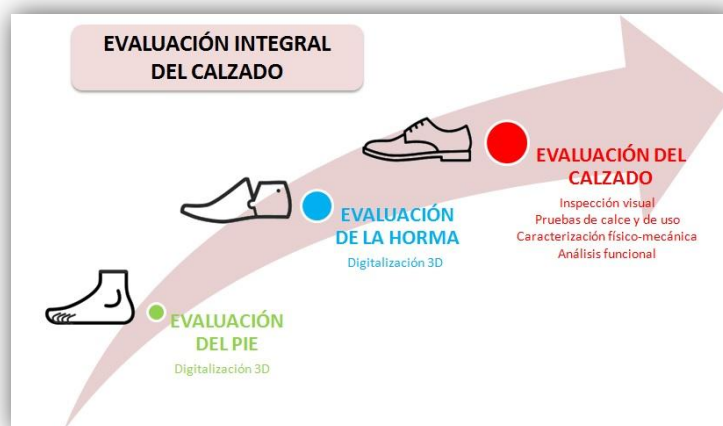 EVALUACIÓN INTEGRAL
DEL CALZADO
EVALUACIÓN DEL
CALZADO
Inspección visual
Pruebas de calce y de uso
Caracterización físico-mecánica
Análisis funcional
EVALUACIÓN
DE LA HORMA
Digitalización 3D
EVALUACIÓN
DEL PIE
Digitalización 3D